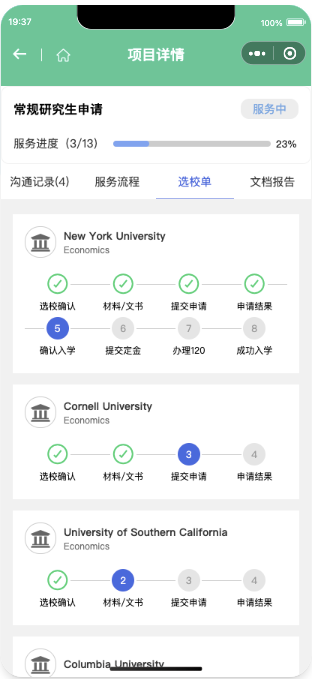 19:37
100%
项目详情
常规研究生申请
服务中
服务进度（3/13）
23%
沟通记录(4)
服务流程
选校单
文档报告
New York University
Economics
选校确认 材料/文书 提交申请 申请结果
5 6 7 8
确认入学 提交定金 办理120 成功入学
Cornell University
Economics
3 4
选校确认 材料/文书 提交申请 申请结果
University of Southern California
Economics
2 3 4
选校确认 材料/文书 提交申请 申请结果
Columbia University